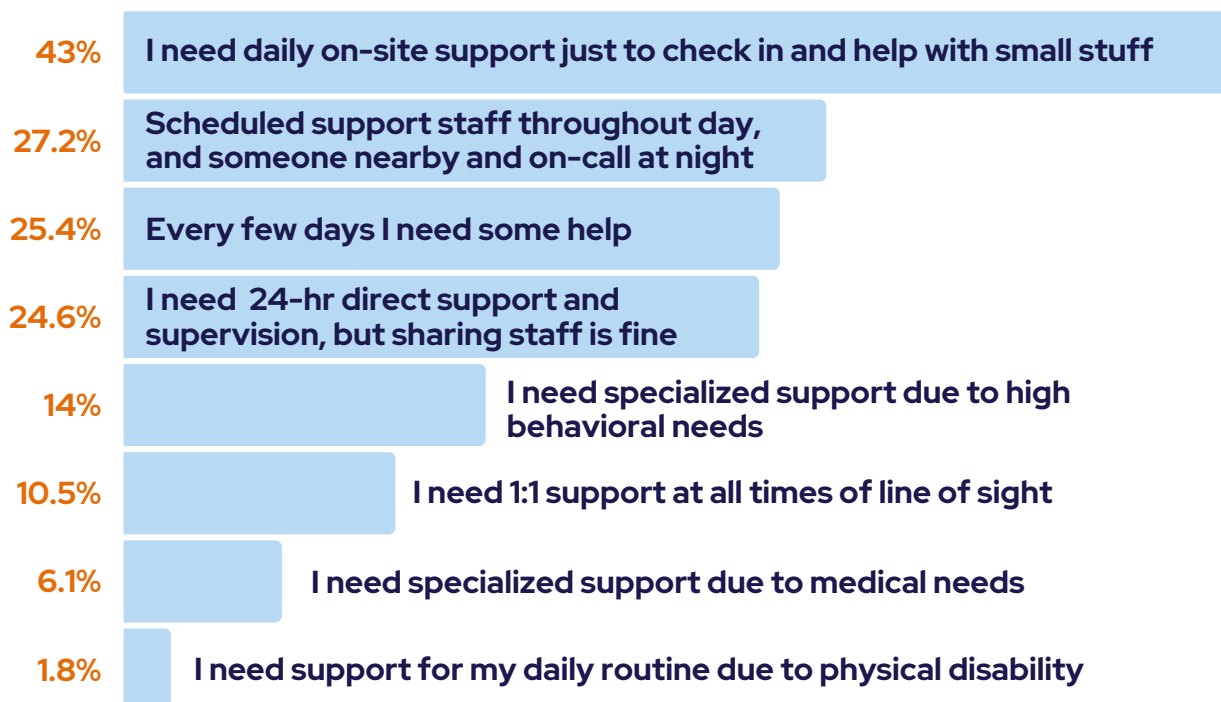 43% I need daily on-site support just to check in and help with small stuff
27.2% Scheduled support staff throughout day,
and someone nearby and on-call at night
25.4% Every few days I need some help
24.6% I need 24-hr direct support and
supervision, but sharing staff is fine
14% I need specialized support due to high
behavioral needs
10.5% I need 1:1 support at all times of line of sight
6.1% I need specialized support due to medical needs
1.8% I need support for my daily routine due to physical disability